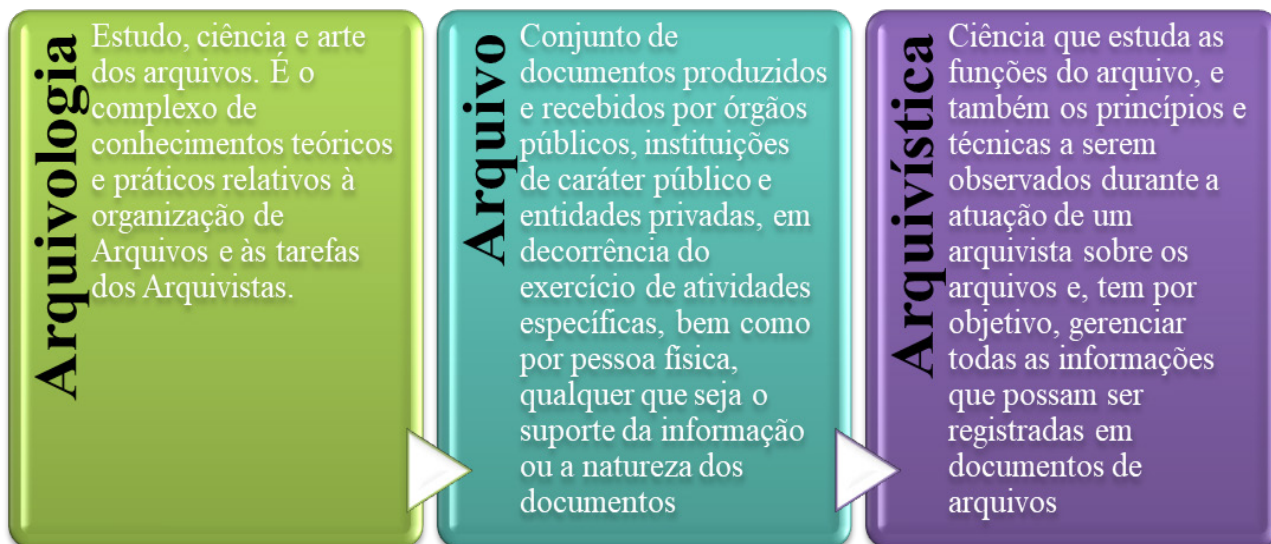 Arquivologia
Estudo, ciência e arte
dos arquivos. É o
complexo de
conhecimentos teóricos
e práticos relativos à
organização de
Arquivos e às tarefas
dos Arquivistas.
Arquivo
Conjunto de
documentos produzidos
e recebidos por órgãos
públicos, instituições
de caráter público e
entidades privadas, em
decorrência do
exercício de atividades
específicas, bem como
por pessoa física,
qualquer que seja o
suporte da informação
ou a natureza dos
documentos
Arquivística
Ciência que estuda as
funções do arquivo, e
também os princípios e
técnicas a serem
observados durante a
atuação de um
arquivista sobre os
arquivos e, tem por
objetivo, gerenciar
todas as informações
que possam ser
registradas em
documentos de
arquivos